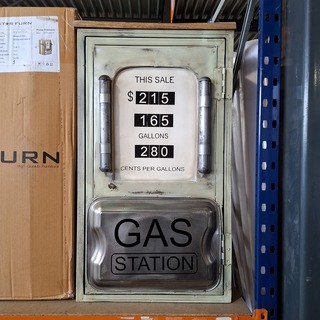 URN
THIS SALE
$ 215
165
GALLONS
280
CENTS PER GALLONS
GAS
STATION